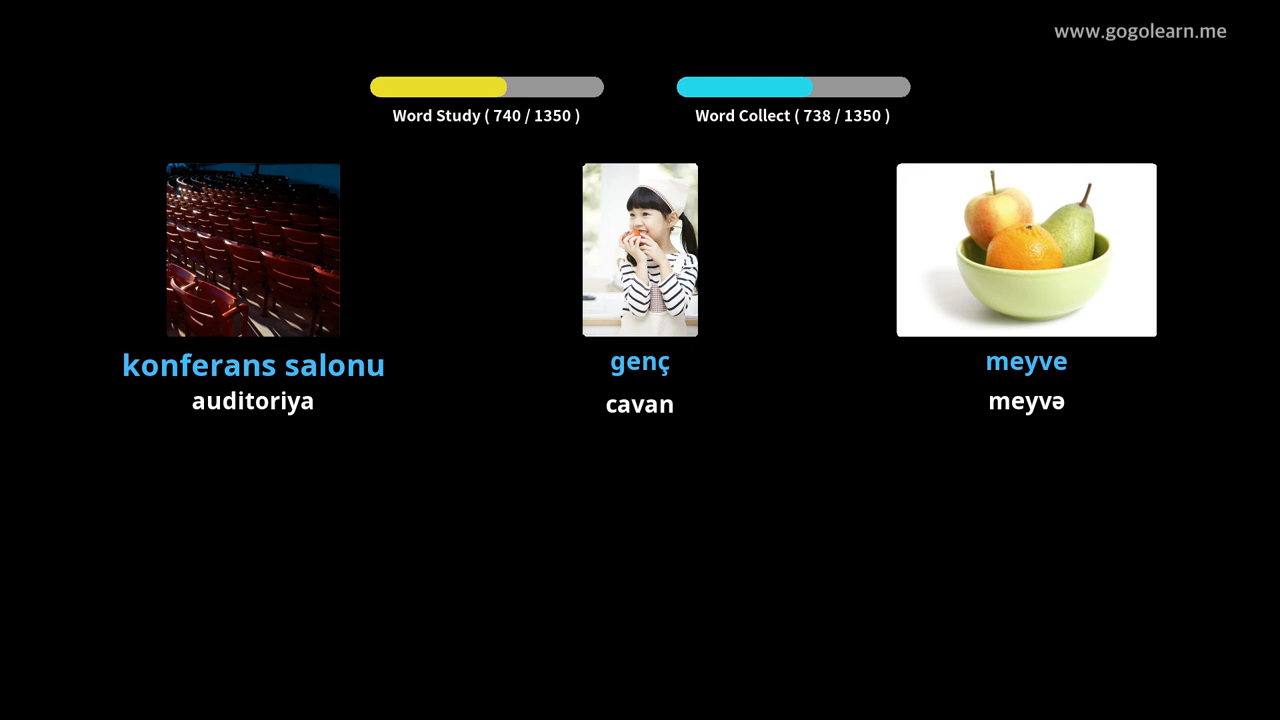 www.gogolearn.me
Word Study ( 740 / 1350 )
Word Collect ( 738 / 1350 )
konferans salonu
auditoriya
genç
cavan
meyve
meyvə